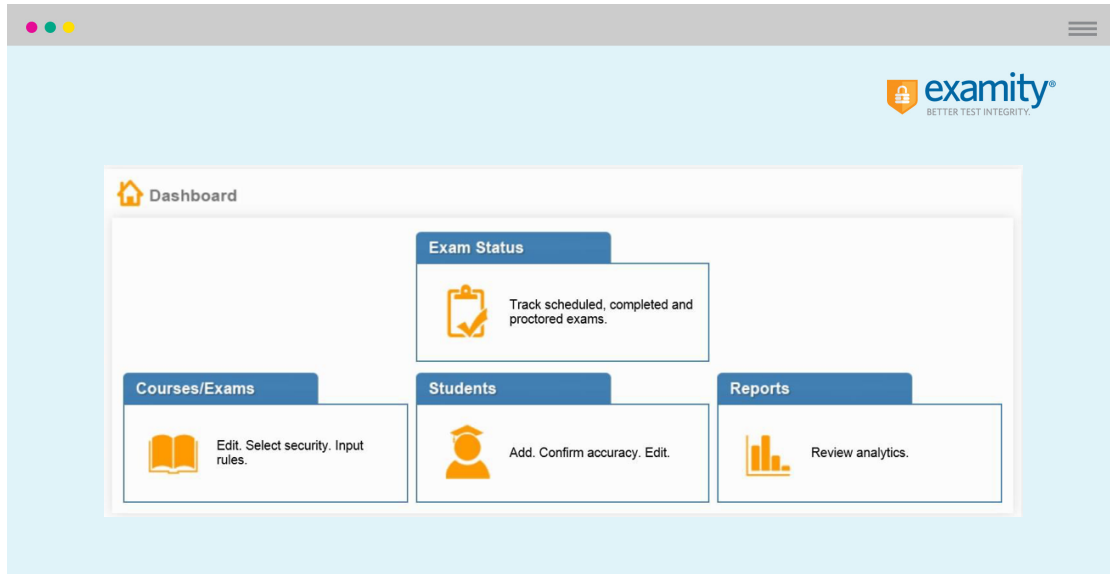 examity®
BETTER TEST INTEGRITY.
Dashboard
Exam Status
Track scheduled, completed and
proctored exams.
Courses/Exams
Edit. Select security. Input
rules.
Students
Add. Confirm accuracy. Edit.
Reports
Review analytics.